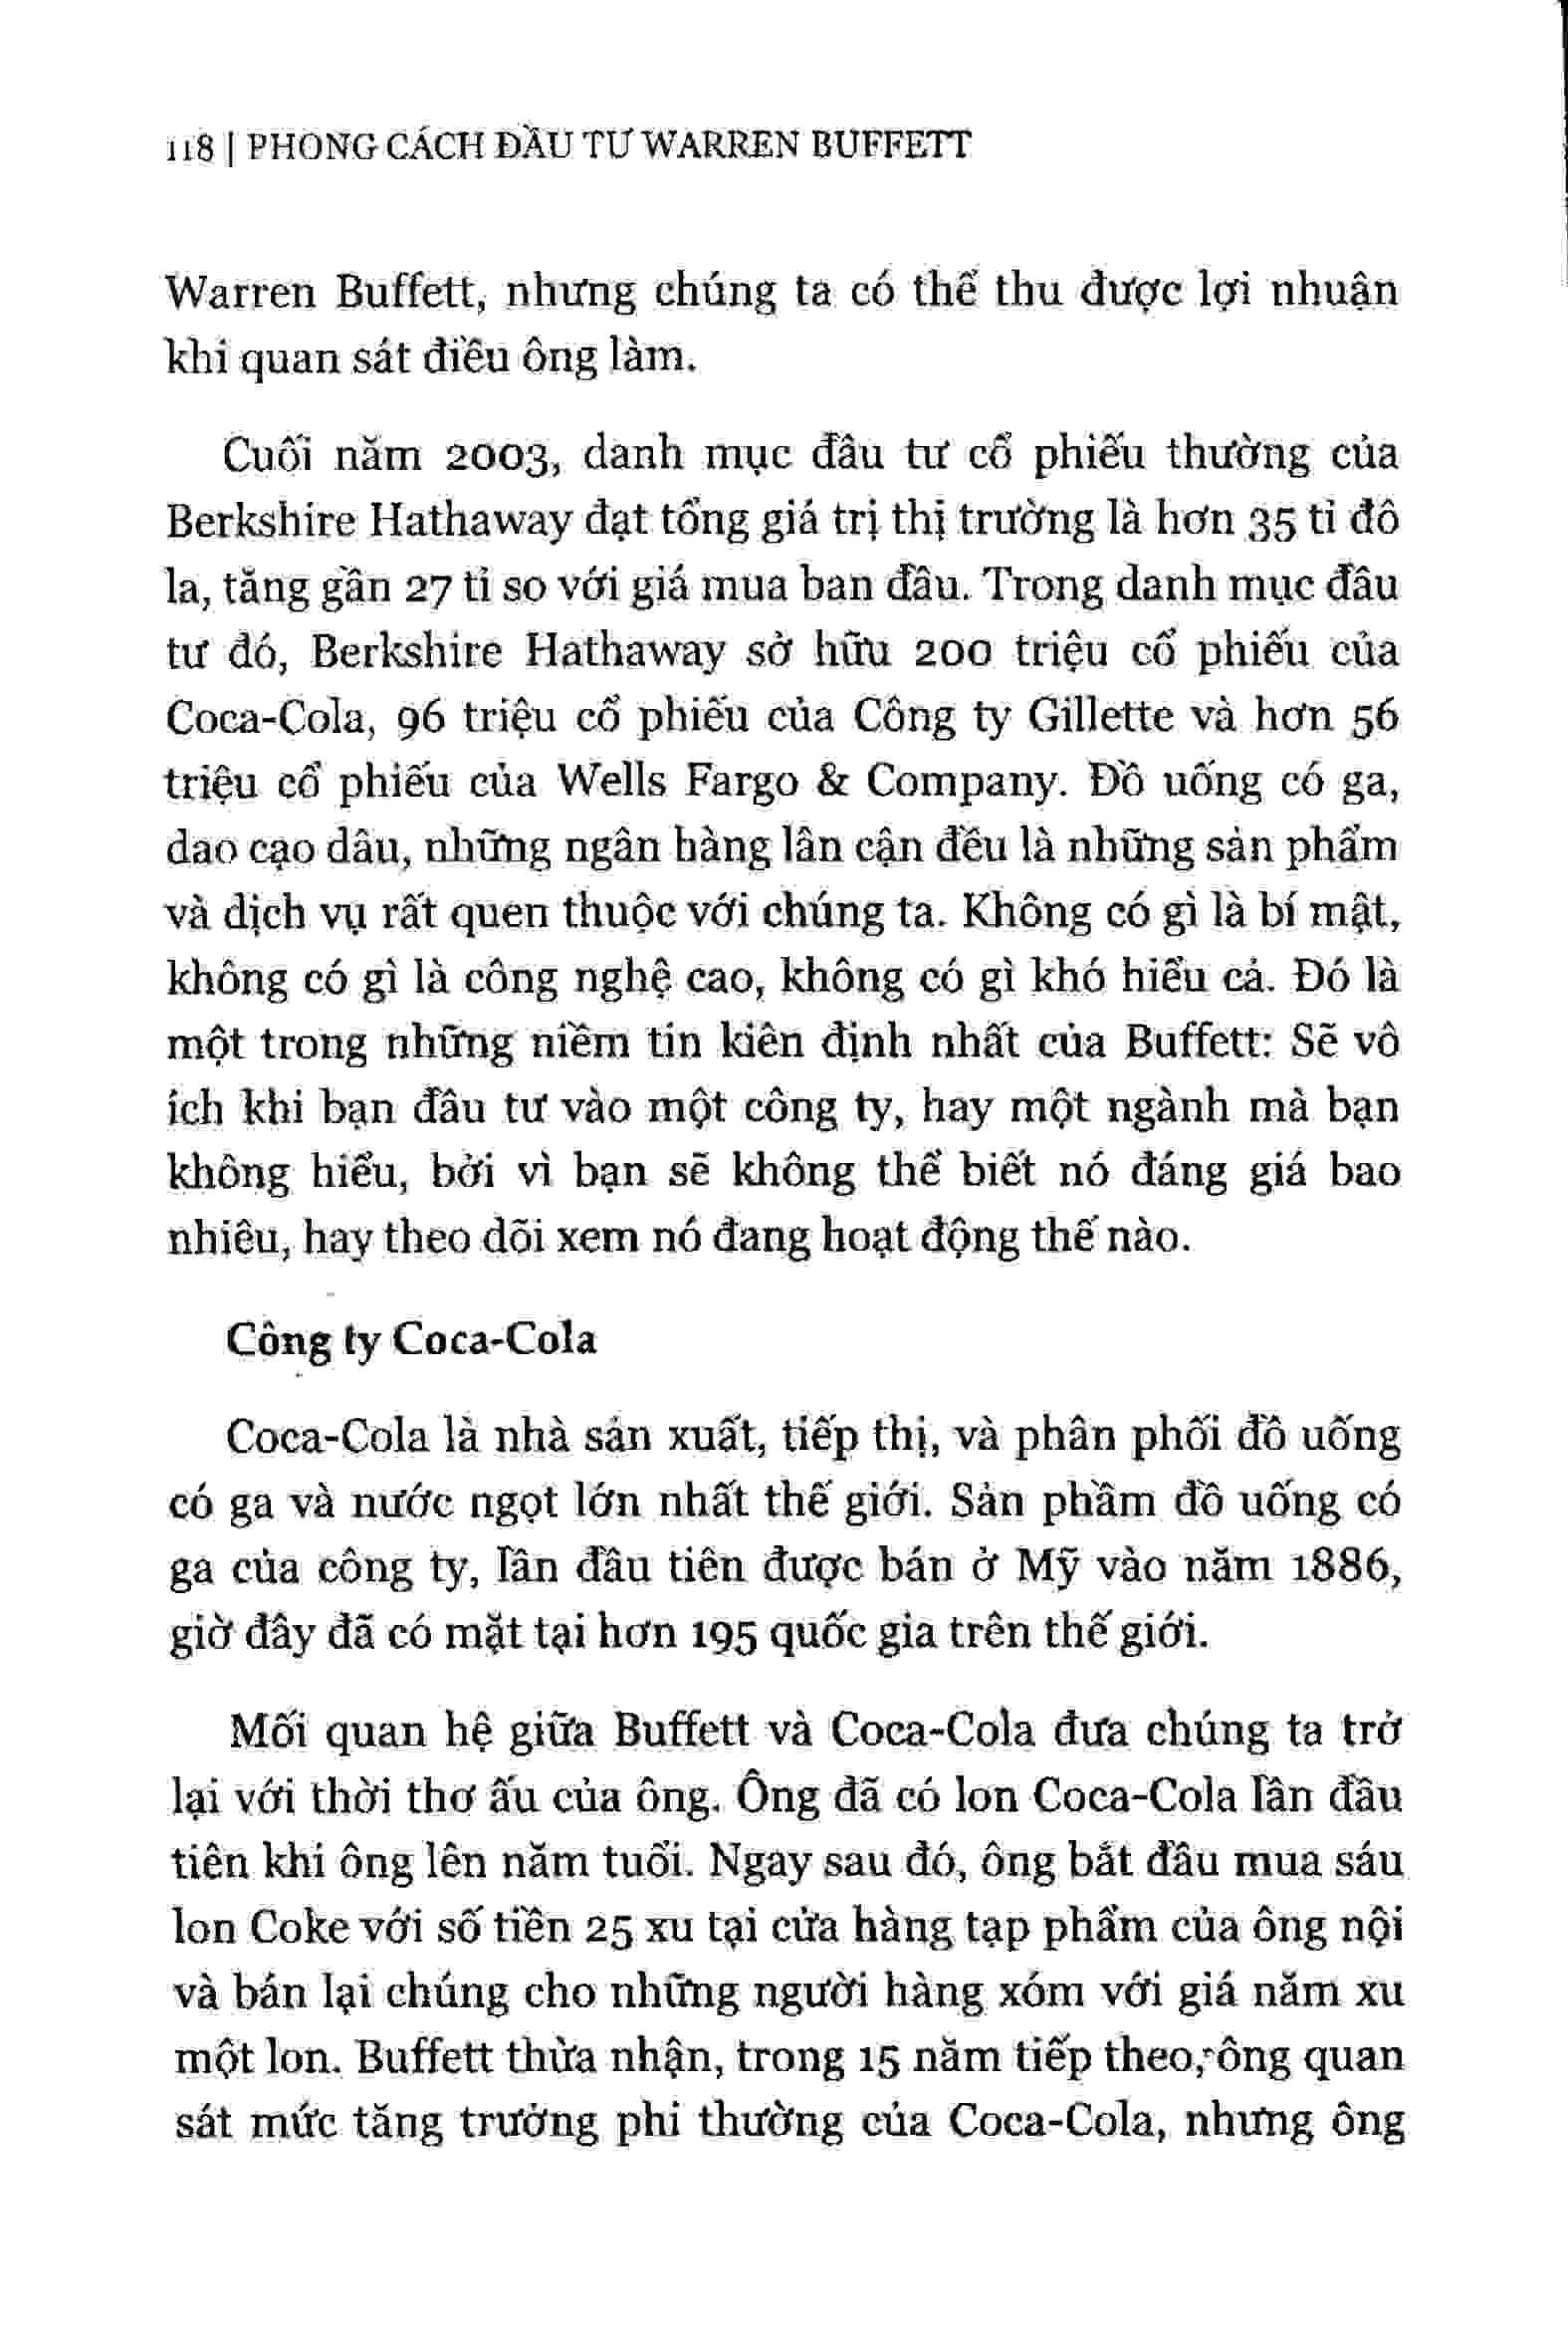 118 | PHONG CÁCH ĐẦU TƯ WARREN BUFFETT
Warren Buffett, nhưng chúng ta có thể thu được lợi nhuận
khi quan sát điều ông làm.
Cuối năm 2003, danh mục đầu tư cổ phiếu thường của
Berkshire Hathaway đạt tổng giá trị thị trường là hơn 35 tỉ đô
la, tăng gần 27 tỉ so với giá mua ban đầu. Trong danh mục đầu
tư đó, Berkshire Hathaway sở hữu 200 triệu cổ phiếu của
Coca-Cola, 96 triệu cổ phiếu của Công ty Gillette và hơn 56
triệu cổ phiếu của Wells Fargo & Company. Đồ uống có ga,
dao cạo dâu, những ngân hàng lân cận đều là những sản phẩm
và dịch vụ rất quen thuộc với chúng ta. Không có gì là bí mật,
không có gì là công nghệ cao, không có gì khó hiểu cả. Đó là
một trong những niềm tin kiên định nhất của Buffett: Sẽ vô
ích khi bạn đầu tư vào một công ty, hay một ngành mà bạn
không hiểu, bởi vì bạn sẽ không thể biết nó đáng giá bao
nhiêu, hay theo dõi xem nó đang hoạt động thế nào.
Công ty Coca-Cola
Coca-Cola là nhà sản xuất, tiếp thị, và phân phối đồ uống
có ga và nước ngọt lớn nhất thế giới. Sản phầm đồ uống có
ga của công ty, lần đầu tiên được bán ở Mỹ vào năm 1886,
giờ đây đã có mặt tại hơn 195 quốc gia trên thế giới.
Mối quan hệ giữa Buffett và Coca-Cola đưa chúng ta trở
lại với thời thơ ấu của ông. Ông đã có lon Coca-Cola lần đầu
tiên khi ông lên năm tuổi. Ngay sau đó, ông bắt đầu mua sáu
lon Coke với số tiền 25 xu tại cửa hàng tạp phẩm của ông nội
và bán lại chúng cho những người hàng xóm với giá năm xu
một lon. Buffett thừa nhận, trong 15 năm tiếp theo, ông quan
sát mức tăng trưởng phi thường của Coca-Cola, nhưng ông